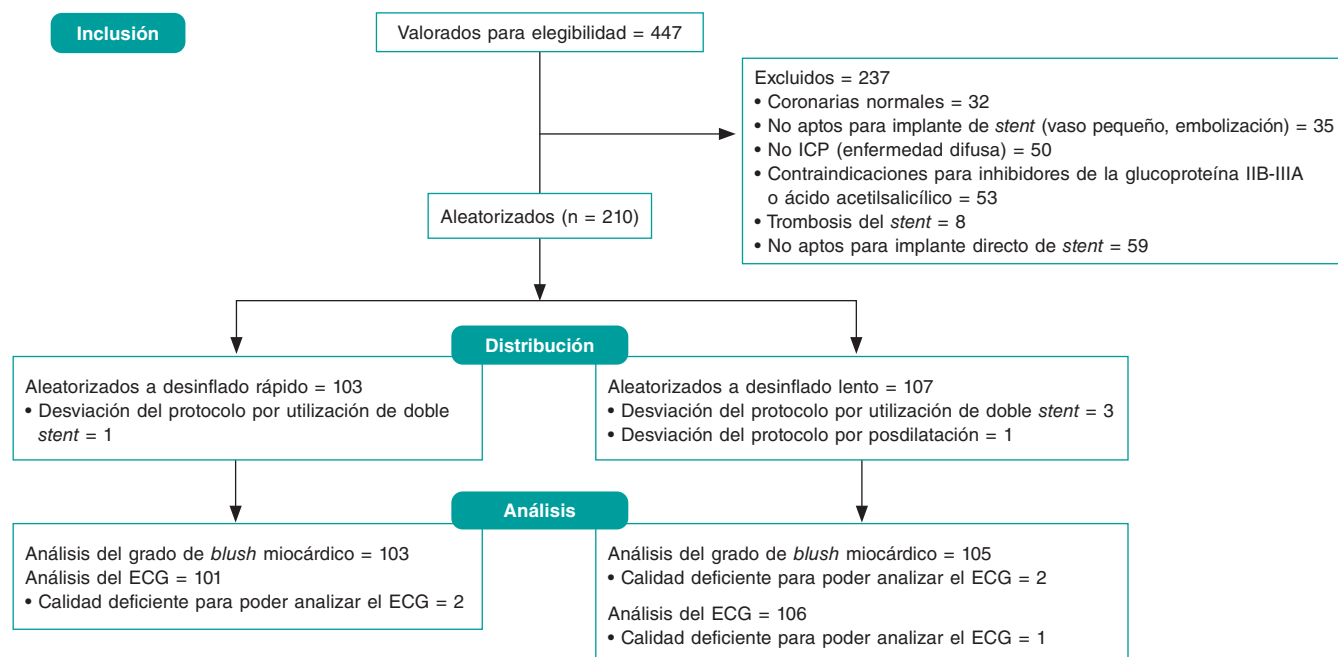 Inclusión
Valorados para elegibilidad = 447
Excluidos = 237
• Coronarias normales = 32
• No aptos para implante de stent (vaso pequeño, embolización) = 35
• No ICP (enfermedad difusa) = 50
• Contraindicaciones para inhibidores de la glucoproteína IIB-IIIA
o ácido acetilsalicílico = 53
• Trombosis del stent = 8
• No aptos para implante directo de stent = 59
Aleatorizados (n = 210)
Distribución
Aleatorizados a desinflado rápido = 103
• Desviación del protocolo por utilización de doble
stent = 1
Aleatorizados a desinflado lento = 107
• Desviación del protocolo por utilización de doble stent = 3
• Desviación del protocolo por posdilatación = 1
Análisis
Análisis del grado de blush miocárdico = 103
Análisis del ECG = 101
• Calidad deficiente para poder analizar el ECG = 2
Análisis del grado de blush miocárdico = 105
• Calidad deficiente para poder analizar el ECG = 2
Análisis del ECG = 106
• Calidad deficiente para poder analizar el ECG = 1